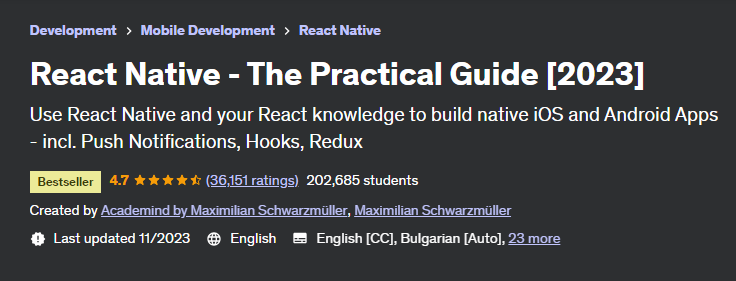 Development > Mobile Development > React Native
React Native - The Practical Guide [2023]
Use React Native and your React knowledge to build native iOS and Android Apps
- incl. Push Notifications, Hooks, Redux
Bestseller 4.7 (36,151 ratings) 202,685 students
Created by Academind by Maximilian Schwarzmüller, Maximilian Schwarzmüller
Last updated 11/2023 English English [CC], Bulgarian [Auto], 23 more